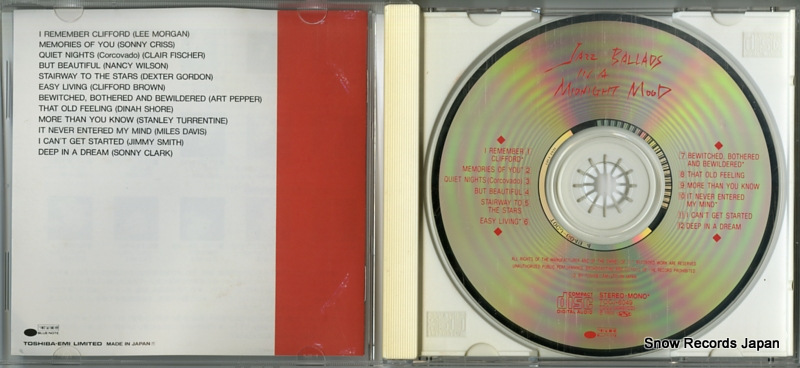 I REMEMBER CLIFFORD (LEE MORGAN)
MEMORIES OF YOU (SONNY CRISS)
QUIET NIGHTS (Corcovado) (CLAIR FISCHER)
BUT BEAUTIFUL (NANCY WILSON)
STAIRWAY TO THE STARS (DEXTER GORDON)
EASY LIVING (CLIFFORD BROWN)
BEWITCHED, BOTHERED AND BEWILDERED (ART PEPPER)
THAT OLD FEELING (DINAH SHORE)
MORE THAN YOU KNOW (STANLEY TURRENTINE)
IT NEVER ENTERED MY MIND (MILES DAVIS)
I CAN'T GET STARTED (JIMMY SMITH)
DEEP IN A DREAM (SONNY CLARK)
BLUE NOTE
TOSHIBA-EMI LIMITED MADE IN JAPAN
JAZZ BALLADS
IN A
MIDNIGHT MOOD
I REMEMBER 1
CLIFFORD*
MEMORIES OF YOU* 2
QUIET NIGHTS (Corcovado) 3
BUT BEAUTIFUL 4
STAIRWAY TO 5
THE STARS
EASY LIVING* 6
7 BEWITCHED, BOTHERED
AND BEWILDERED*
8 THAT OLD FEELING
9 MORE THAN YOU KNOW
10 IT NEVER ENTERED
MY MIND*
11 I CAN'T GET STARTED
12 DEEP IN A DREAM
COMPACT
disc
DIGITAL AUDIO
STEREO-MONO*
Snow Records Japan